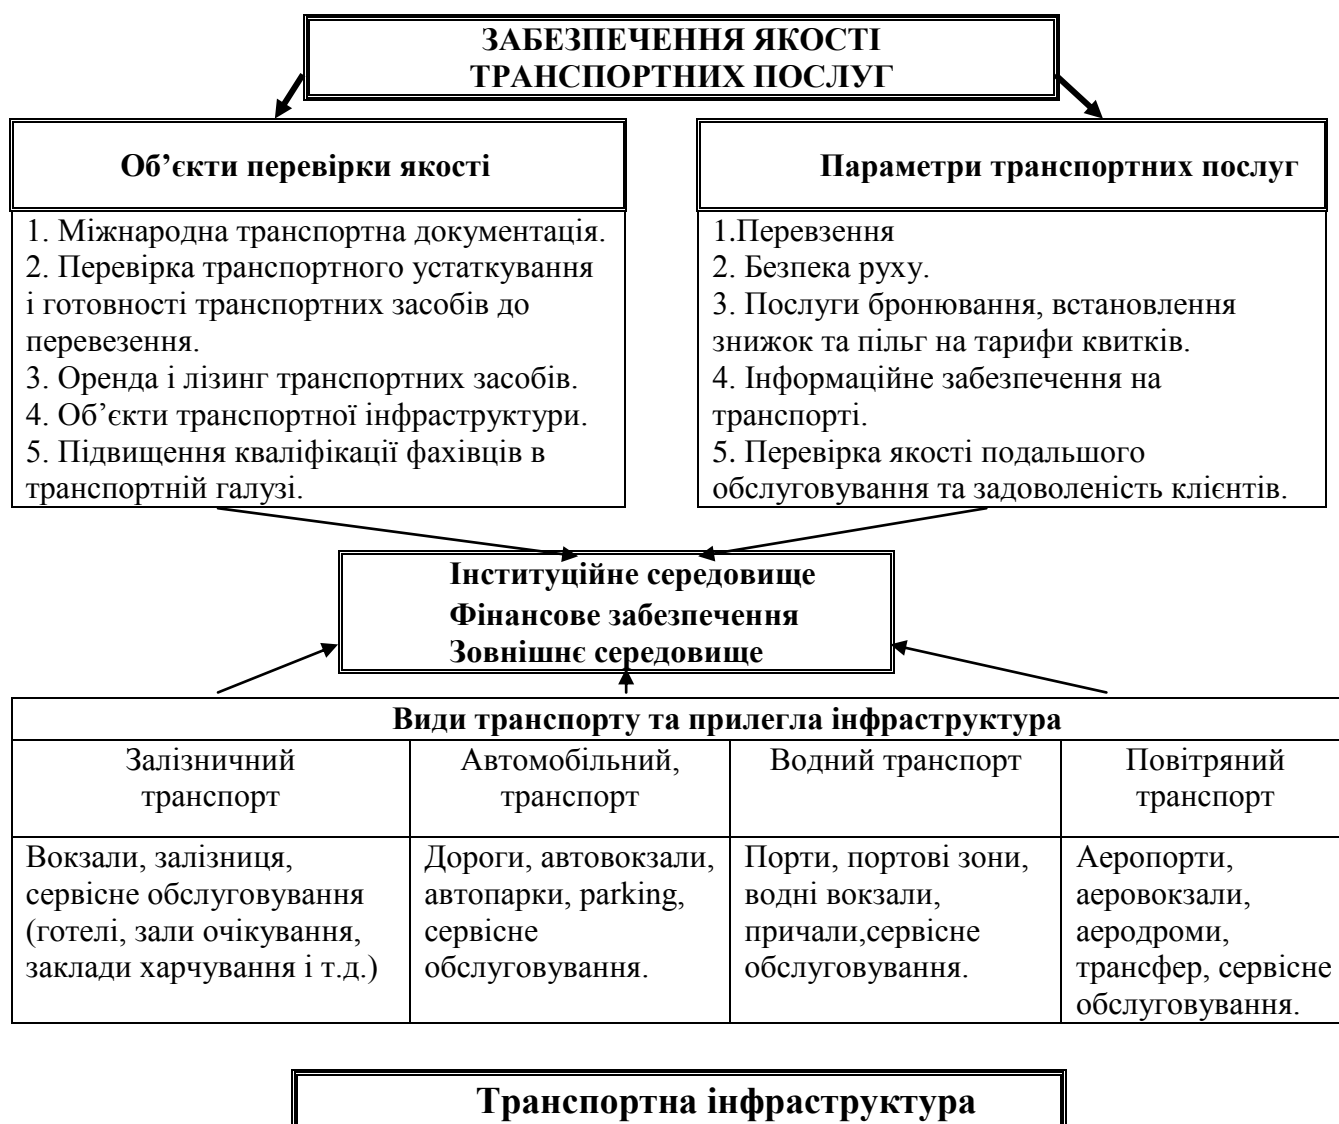 ЗАБЕЗПЕЧЕННЯ ЯКОСТІ
ТРАНСПОРТНИХ ПОСЛУГ
Об’єкти перевірки якості
1. Міжнародна транспортна документація.
2. Перевірка транспортного устаткування
і готовності транспортних засобів до
перевезення.
3. Оренда і лізинг транспортних засобів.
4. Об’єкти транспортної інфраструктури.
5. Підвищення кваліфікації фахівців в
транспортній галузі.
Параметри транспортних послуг
1.Перевзення
2. Безпека руху.
3. Послуги бронювання, встановлення
знижок та пільг на тарифи квитків.
4. Інформаційне забезпечення на
транспорті.
5. Перевірка якості подальшого
обслуговування та задоволеність клієнтів.
Інституційне середовище
Фінансове забезпечення
Зовнішнє середовище
Види транспорту та прилегла інфраструктура
Залізничний
транспорт
Автомобільний,
транспорт
Водний транспорт
Повітряний
транспорт
Вокзали, залізниця,
сервісне обслуговування
(готелі, зали очікування,
заклади харчування і т.д.)
Дороги, автовокзали,
автопарки, parking,
сервісне
обслуговування.
Порти, портові зони,
водні вокзали,
причали,сервісне
обслуговування.
Аеропорти,
аеровокзали,
аеродроми,
трансфер, сервісне
обслуговування.
Транспортна інфраструктура